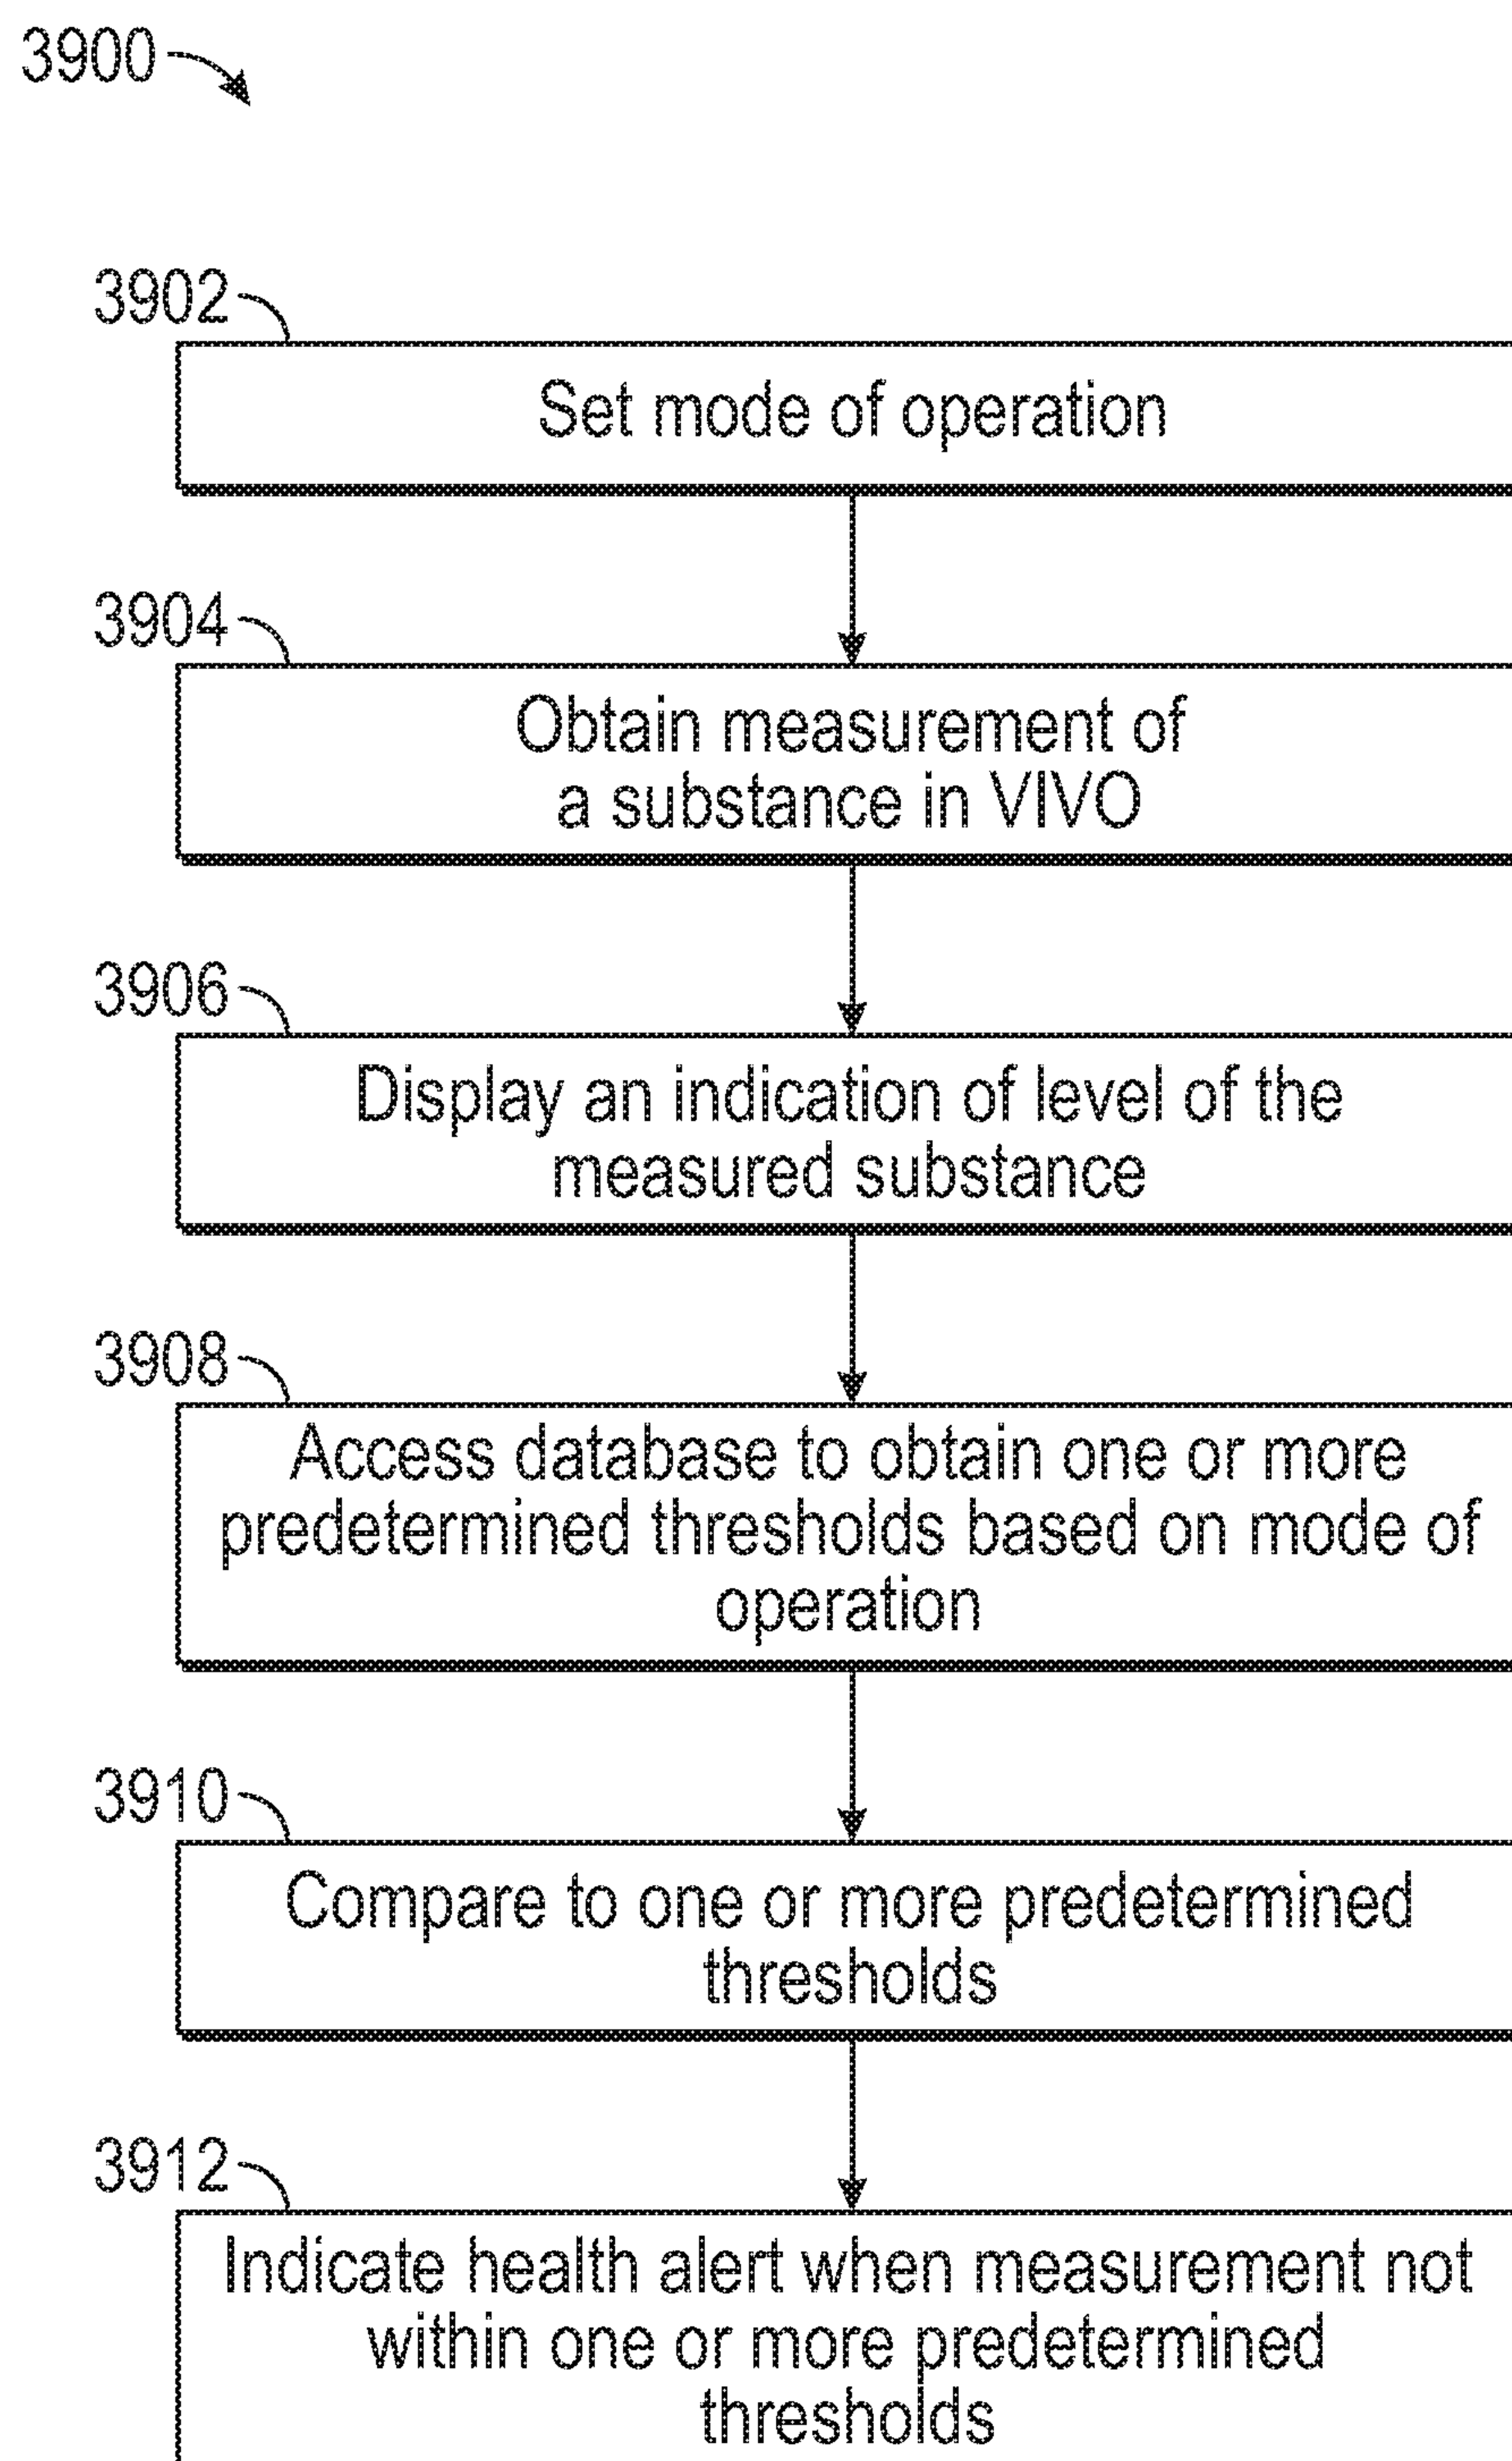 3900
3902
Set mode of operation
3904
Obtain measurement of
a substance in VIVO
3906
Display an indication of level of the
measured substance
3908
Access database to obtain one or more
predetermined thresholds based on mode of
operation
3910
Compare to one or more predetermined
thresholds
3912
Indicate health alert when measurement not
within one or more predetermined
thresholds